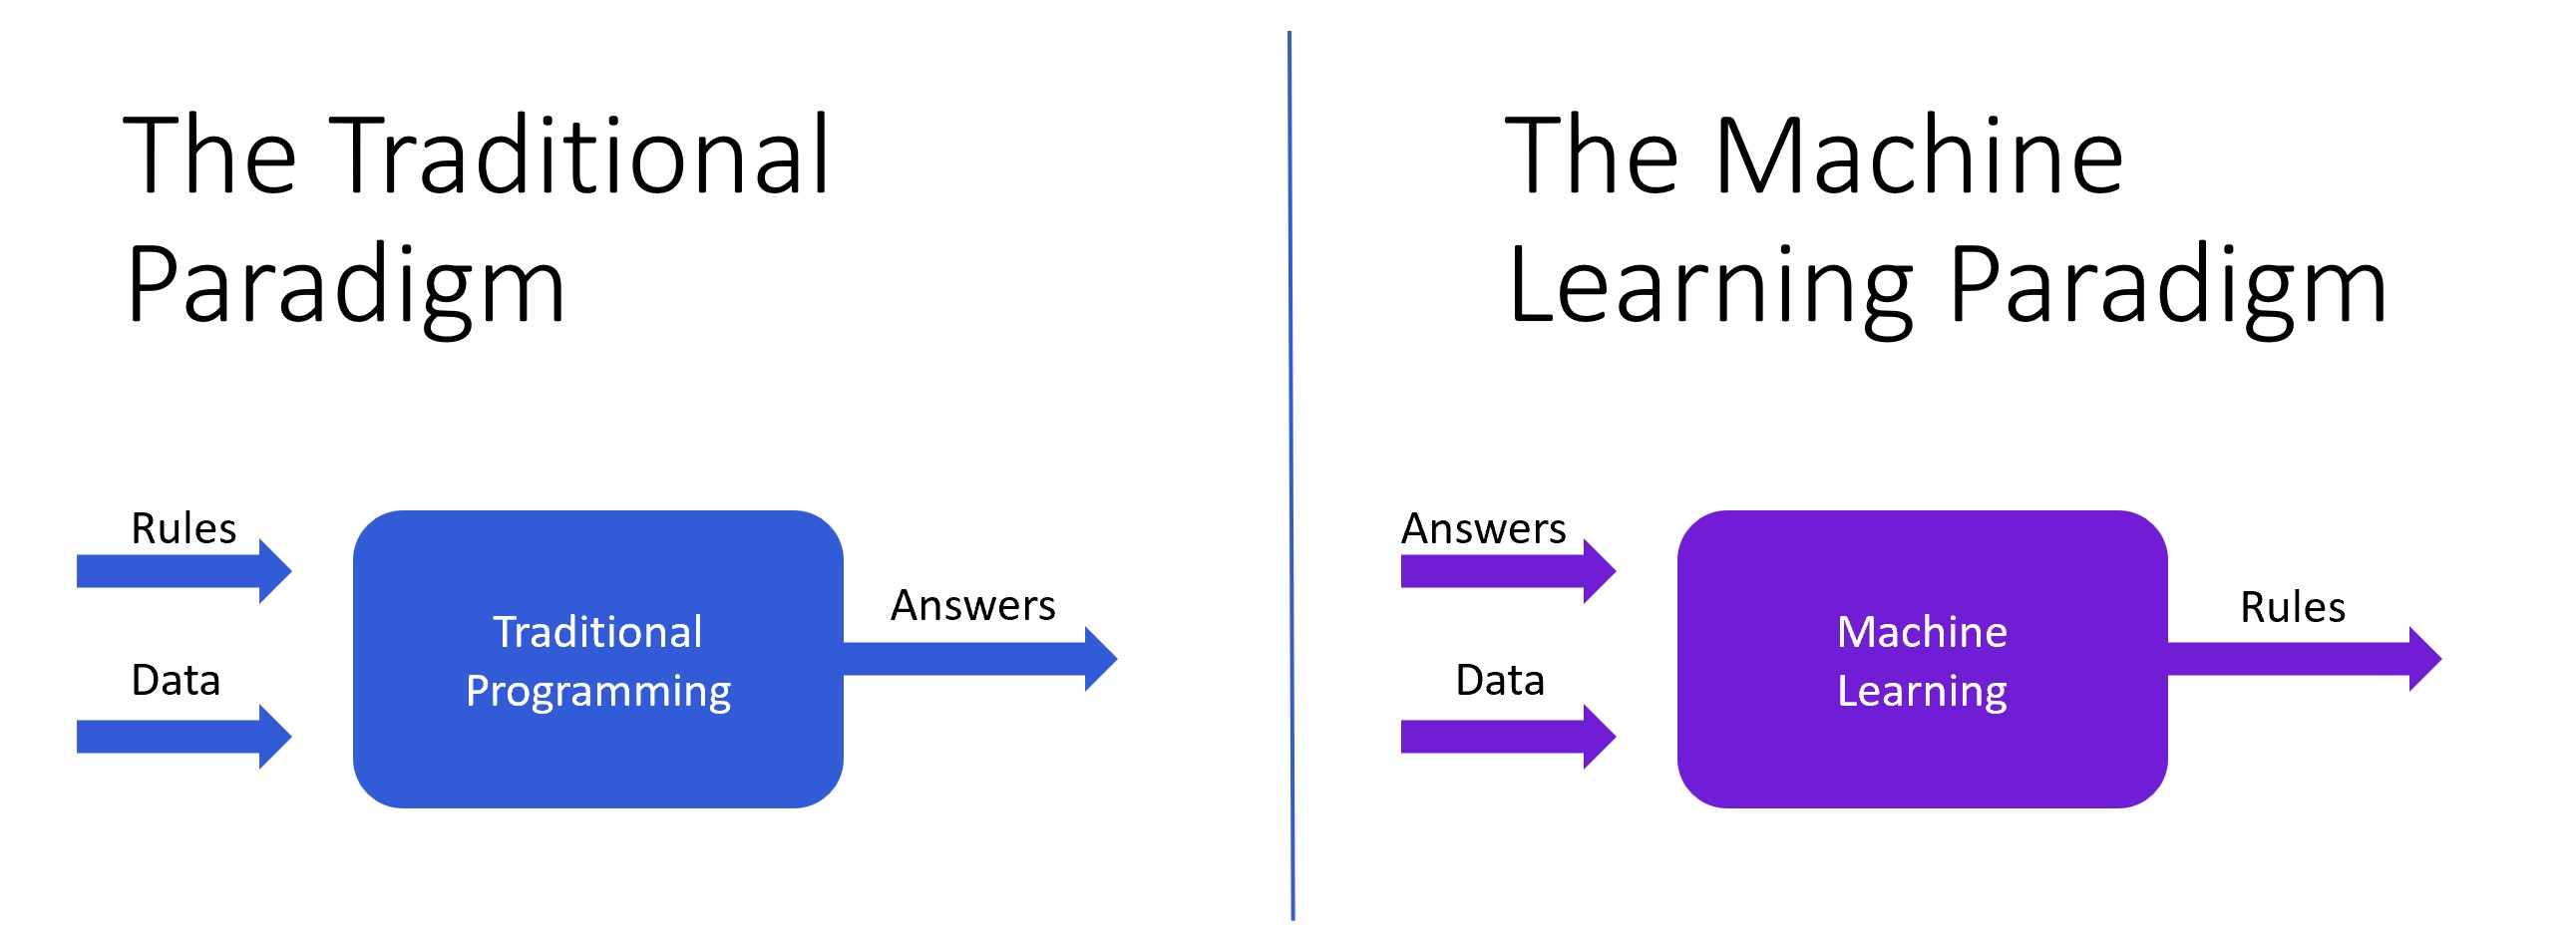 The Traditional
Paradigm
Rules
Data
Traditional
Programming
Answers
The Machine
Learning Paradigm
Answers
Data
Machine
Learning
Rules